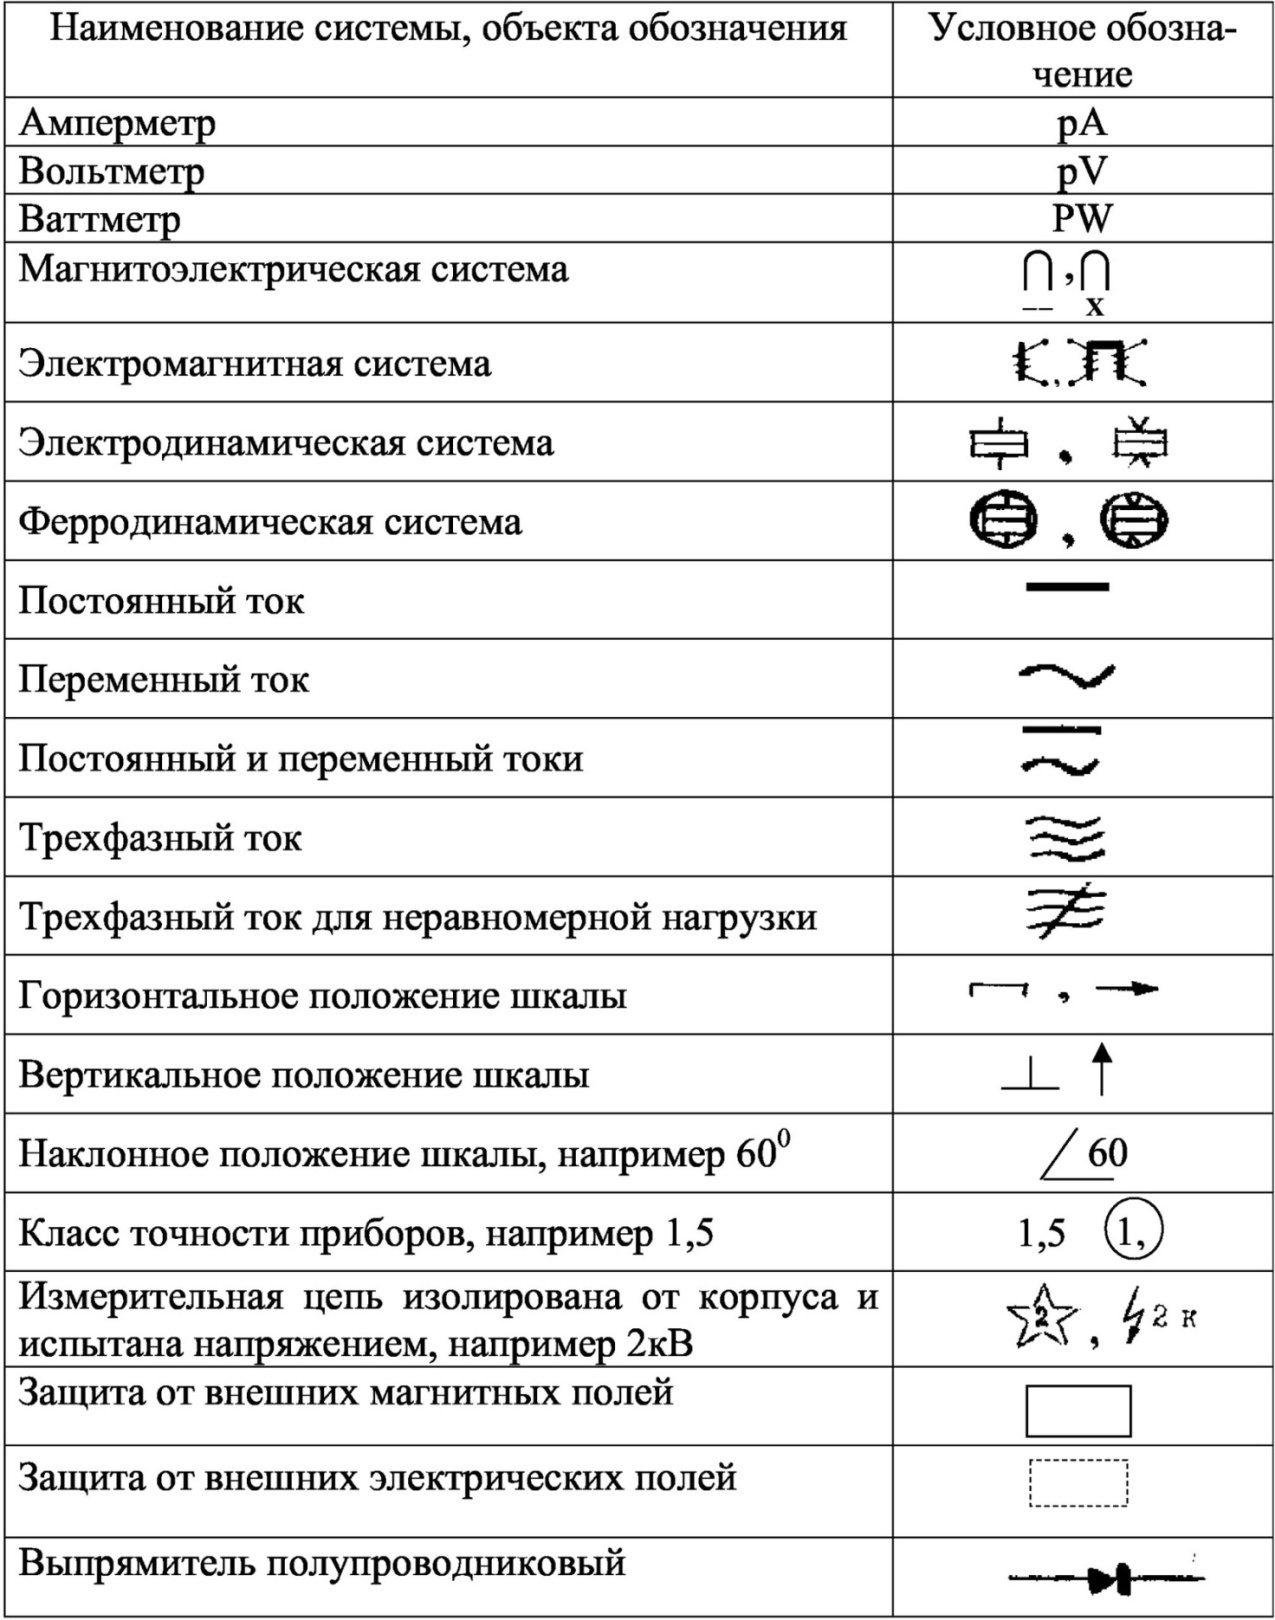 Наименование системы, объекта обозначения
Условное обозна-
чение
Амперметр
pA
Вольтметр
pV
Ваттметр
PW
Магнитоэлектрическая система
,
-- x
Электромагнитная система
,
Электродинамическая система
,
Ферродинамическая система
,
Постоянный ток
Переменный ток
Постоянный и переменный токи
Трехфазный ток
Трехфазный ток для неравномерной нагрузки
Горизонтальное положение шкалы
,
Вертикальное положение шкалы
Наклонное положение шкалы, например 60⁰
60
Класс точности приборов, например 1,5
1,5 1,
Измерительная цепь изолирована от корпуса и
испытана напряжением, например 2кВ
2 , 2 к
Защита от внешних магнитных полей
Защита от внешних электрических полей
Выпрямитель полупроводниковый